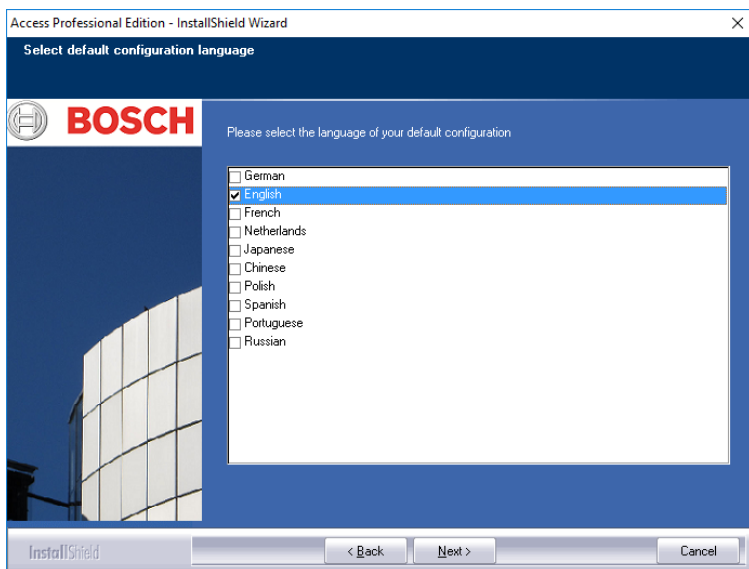 Access Professional Edition - InstallShield Wizard
Select default configuration language
BOSCH
Please select the language of your default configuration
German
English
French
Netherlands
Japanese
Chinese
Polish
Spanish
Portuguese
Russian
InstallShield
< Back
Next >
Cancel